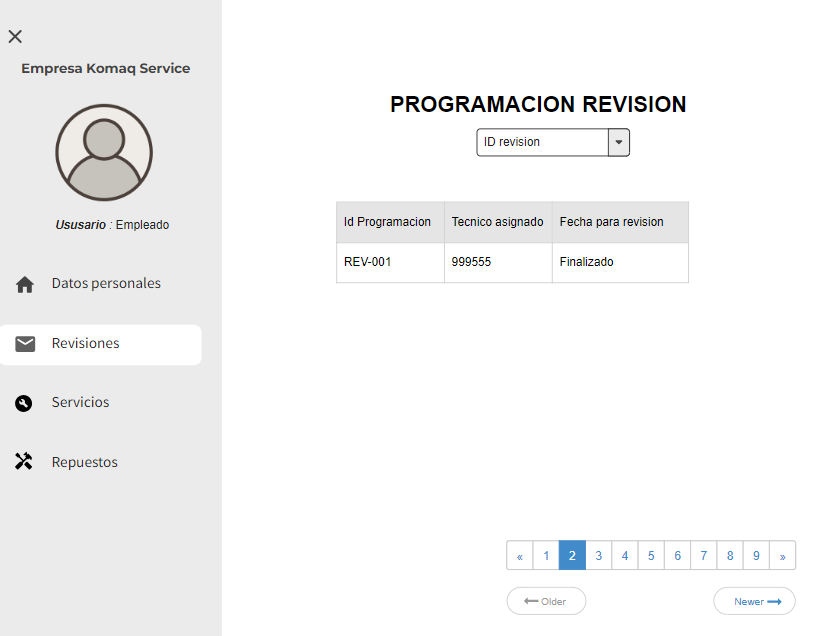 Empresa Komaq Service
Ususario : Empleado
Datos personales
Revisiones
Servicios
Repuestos
PROGRAMACION REVISION
ID revision
Id Programacion Tecnico asignado Fecha para revision
REV-001 999555 Finalizado
« 1 2 3 4 5 6 7 8 9 »
Older Newer